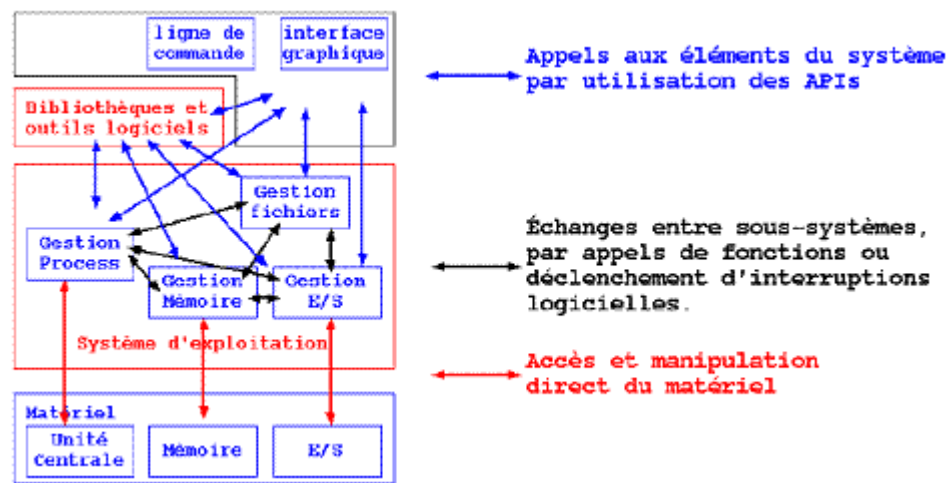 ligne de
commande
interface
graphique
Appels aux éléments du système
par utilisation des APIs
Bibliothèques et
outils logiciels
Gestion
fichiers
Gestion
Process
Échanges entre sous-systèmes,
par appels de fonctions ou
déclenchement d'interruptions
logicielles.
Gestion
Mémoire
Gestion
E/S
Système d'exploitation
Accès et manipulation
direct du matériel
Matériel
Unité
Centrale
Mémoire
E/S